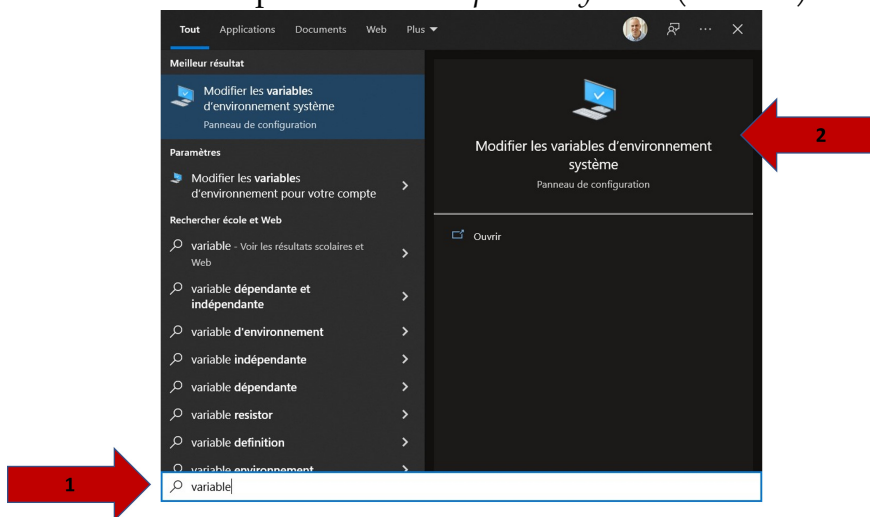 Tout Applications Documents Web Plus
Meilleur résultat
Modifier les variables
d'environnement système
Panneau de configuration
Paramètres
Modifier les variables
d'environnement pour votre compte
Rechercher école et Web
variable - Voir les résultats scolaires et
Web
variable dépendante et
indépendante
variable d'environnement
variable indépendante
variable dépendante
variable resistor
variable definition
variable environnement
variable
Modifier les variables d'environnement
système
Panneau de configuration
Ouvrir
2
1